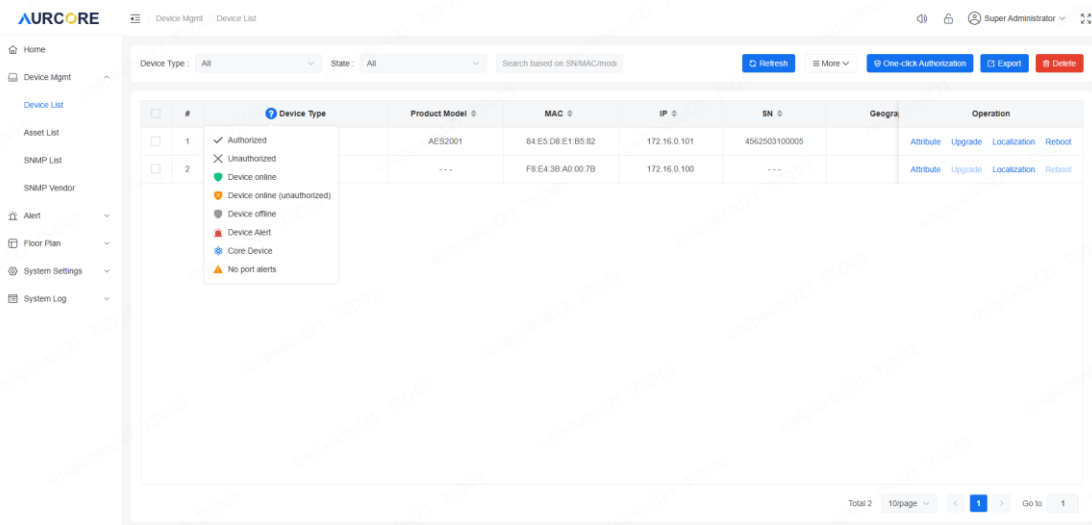 AURCORE
Device Mgmt Device List
Super Administrator
Home
Device Mgmt
Device List
Asset List
SNMP List
SNMP Vendor
Alert
Floor Plan
System Settings
System Log
Device Type : All State : All Search based on SN/MAC/mode Refresh More One-click Authorization Export Delete
# Device Type Product Model MAC IP SN Geogra Operation
1 AES2001 84:E5:D8:E1:B5:82 172.16.0.101 4562503100005 Attribute Upgrade Localization Reboot
2 - - - F8:E4:3B:A0:00:7B 172.16.0.100 - - - Attribute Upgrade Localization Reboot
Authorized
Unauthorized
Device online
Device online (unauthorized)
Device offline
Device Alert
Core Device
No port alerts
Total 2 10/page 1 Go to 1